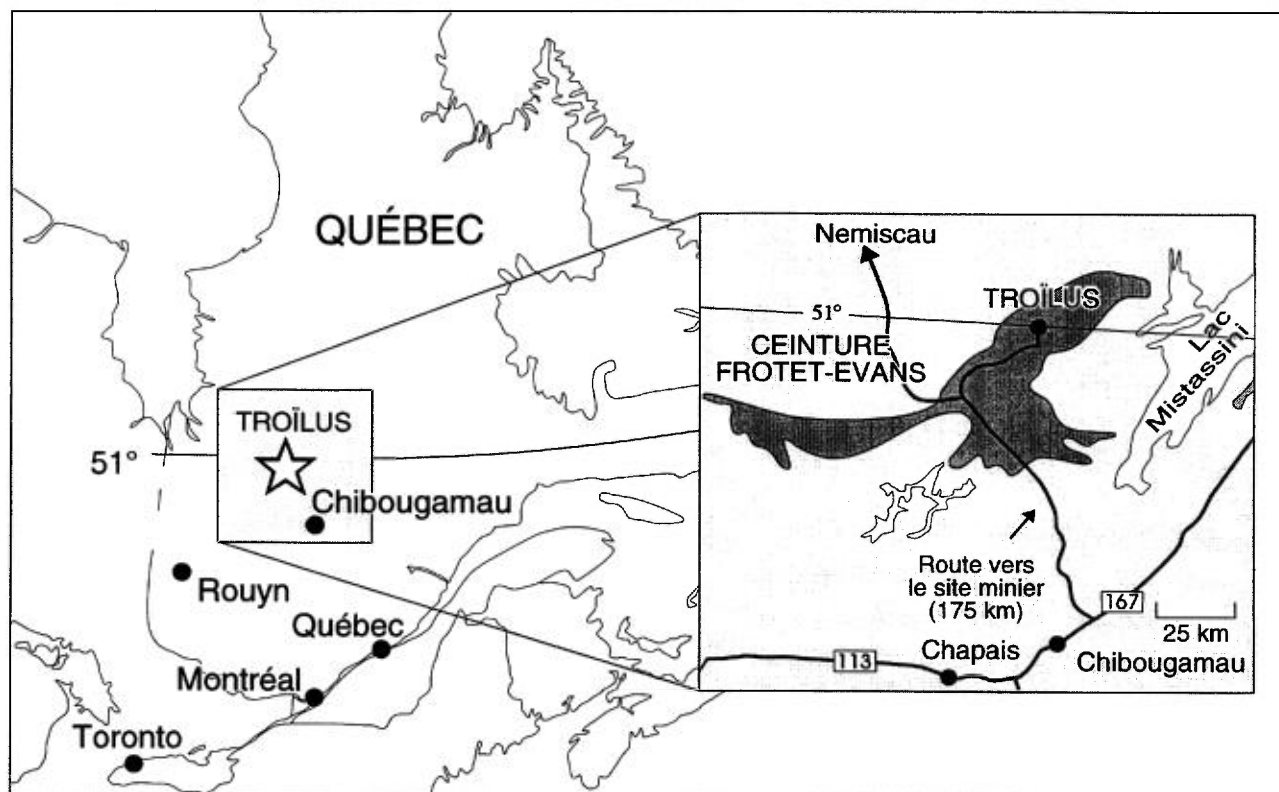 QUÉBEC
TROÏLUS
51°
Chibougamau
Rouyn
Québec
Montréal
Toronto
Nemiscau
TROÏLUS
51°
CEINTURE
FROTET-EVANS
Lac
Mistassini
Route vers
le site minier
(175 km)
167
25 km
Chapais
Chibougamau
113